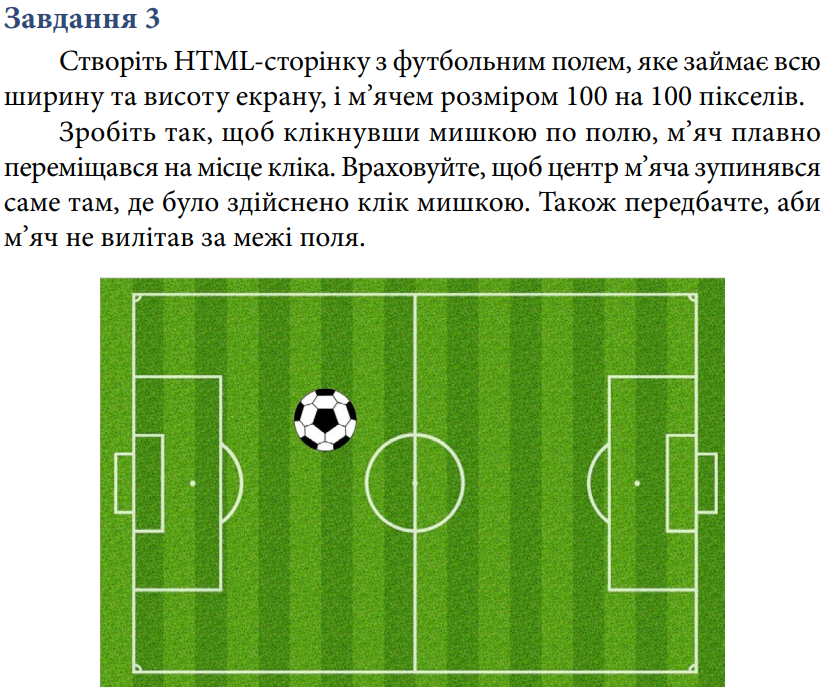 Завдання 3
Створіть HTML-сторінку з футбольним полем, яке займає всю
ширину та висоту екрану, і м’ячем розміром 100 на 100 пікселів.
Зробіть так, щоб клікнувши мишкою по полю, м’яч плавно
переміщався на місце кліка. Враховуйте, щоб центр м’яча зупинявся
саме там, де було здійснено клік мишкою. Також передбачте, аби
м’яч не вилітав за межі поля.